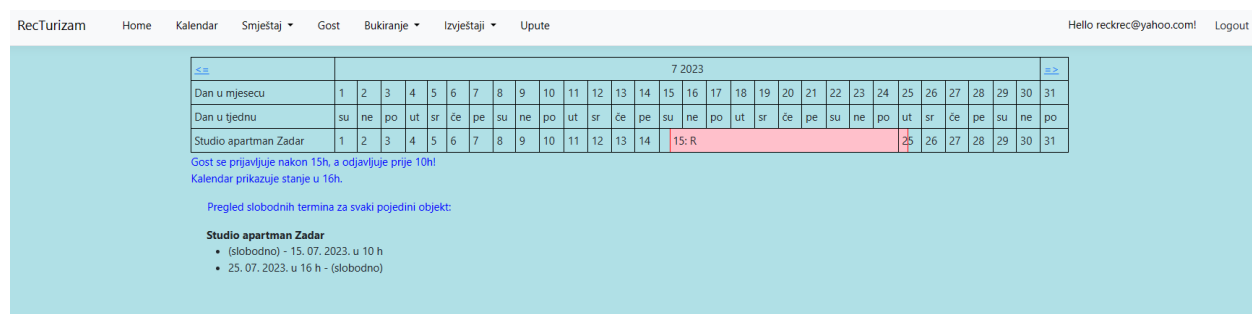 RecTurizam Home Kalendar Smještaj Gost Bukiranje Izvještaji Upute Hello reckrec@yahoo.com! Logout
<= 7 2023 =>
Dan u mjesecu 1 2 3 4 5 6 7 8 9 10 11 12 13 14 15 16 17 18 19 20 21 22 23 24 25 26 27 28 29 30 31
Dan u tjednu su ne po ut sr če pe su ne po ut sr če pe su ne po ut sr če pe su ne po ut sr če pe su ne po
Studio apartman Zadar 1 2 3 4 5 6 7 8 9 10 11 12 13 14 15: R 25 26 27 28 29 30 31
Gost se prijavljuje nakon 15h, a odjavljuje prije 10h!
Kalendar prikazuje stanje u 16h.
Pregled slobodnih termina za svaki pojedini objekt:
Studio apartman Zadar
• (slobodno) - 15. 07. 2023. u 10 h
• 25. 07. 2023. u 16 h - (slobodno)